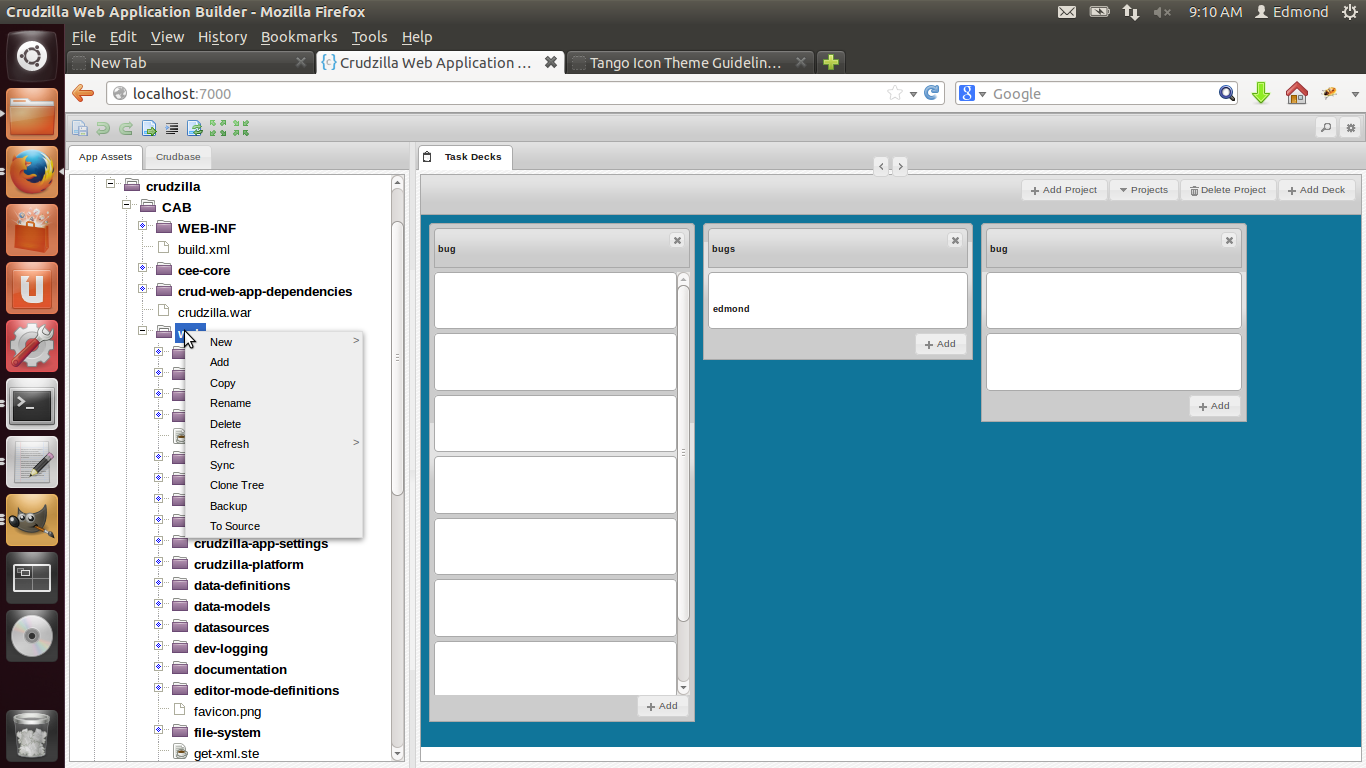 Crudzilla Web Application Builder - Mozilla Firefox
9:10 AM Edmond
File Edit View History Bookmarks Tools Help
New Tab
Crudzilla Web Application ...
Tango Icon Theme Guidelin...
localhost:7000
Google
App Assets
Crudbase
Task Decks
< >
+ Add Project
Projects
Delete Project
+ Add Deck
crudzilla
CAB
WEB-INF
build.xml
cee-core
crud-web-app-dependencies
crudzilla.war
New >
Add
Copy
Rename
Delete
Refresh >
Sync
Clone Tree
Backup
To Source
crudzilla-app-settings
crudzilla-platform
data-definitions
data-models
datasources
dev-logging
documentation
editor-mode-definitions
favicon.png
file-system
get-xml.ste
bug
+ Add
bugs
edmond
+ Add
bug
+ Add